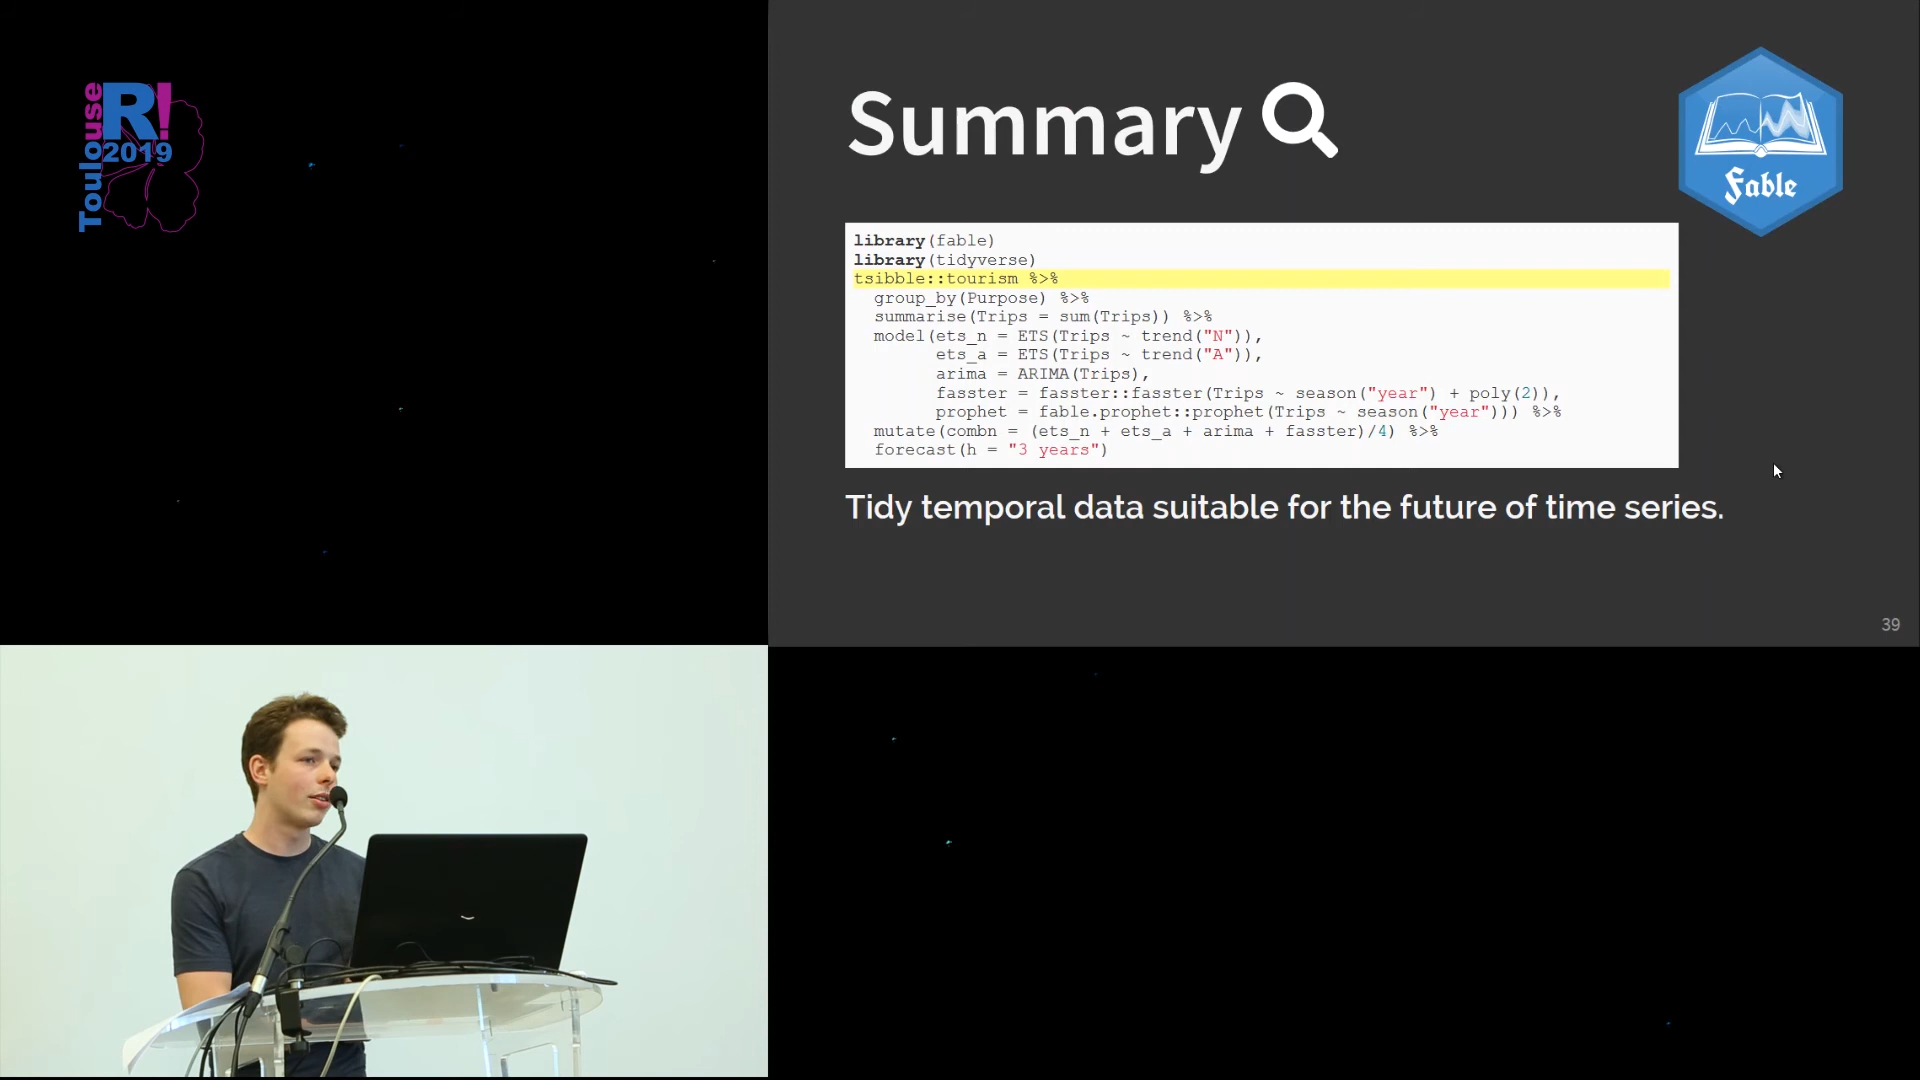 Toulouse
R!
2019
Summary
Fable
library(fable)
library(tidyverse)
tsibble::tourism %>%
  group_by(Purpose) %>%
  summarise(Trips = sum(Trips)) %>%
  model(ets_n = ETS(Trips ~ trend("N")),
        ets_a = ETS(Trips ~ trend("A")),
        arima = ARIMA(Trips),
        fasster = fasster::fasster(Trips ~ season("year") + poly(2)),
        prophet = fable.prophet::prophet(Trips ~ season("year"))) %>%
  mutate(combn = (ets_n + ets_a + arima + fasster)/4) %>%
  forecast(h = "3 years")
Tidy temporal data suitable for the future of time series.
39